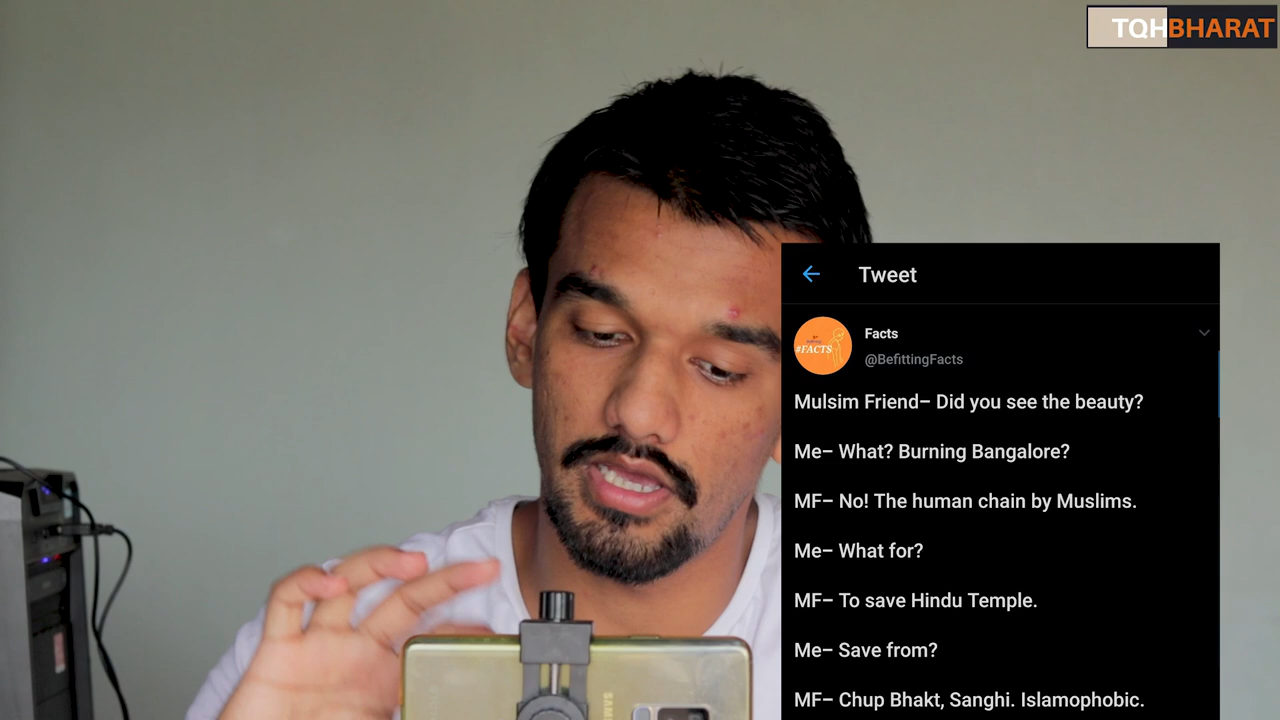 TQHBHARAT
Tweet
#FACTS
Facts
@BefittingFacts
Mulsim Friend– Did you see the beauty?
Me– What? Burning Bangalore?
MF– No! The human chain by Muslims.
Me– What for?
MF– To save Hindu Temple.
Me– Save from?
MF– Chup Bhakt, Sanghi. Islamophobic.